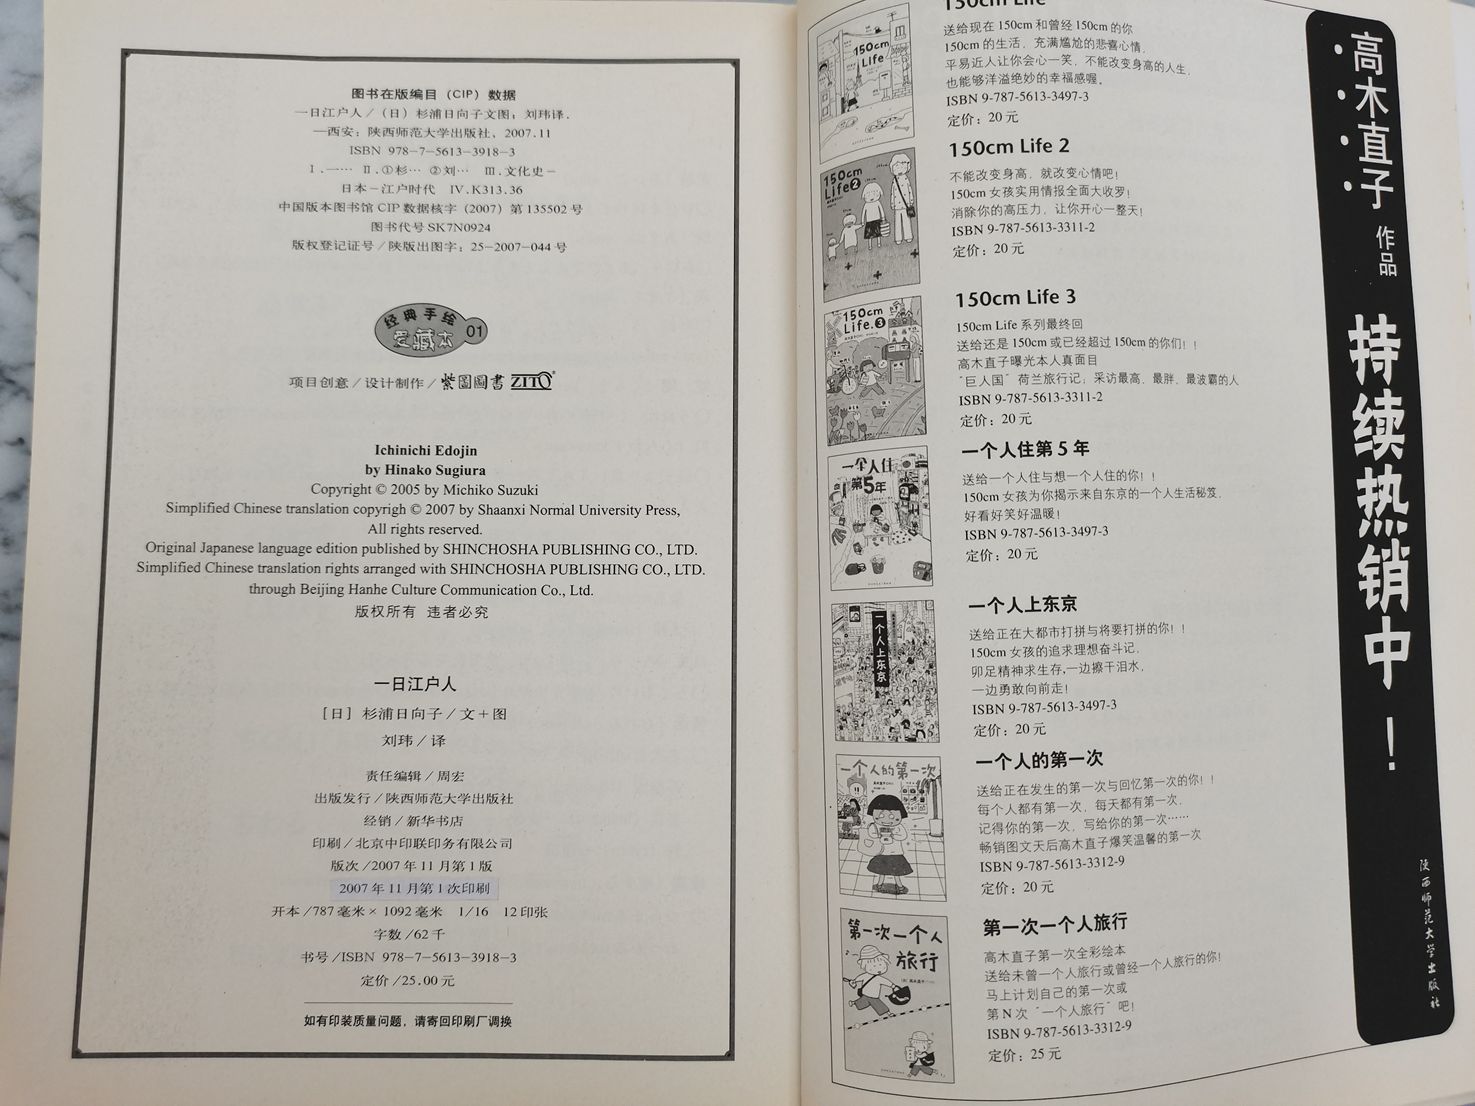 图书在版编目（CIP）数据
一日江户人／（日）杉浦日向子文图；刘玮译．
—西安：陕西师范大学出版社，2007.11
ISBN 978-7-5613-3918-3
Ⅰ.一… Ⅱ.①杉… ②刘… Ⅲ.文化史－
日本－江户时代 Ⅳ.K313.36
中国版本图书馆CIP数据核字（2007）第135502号
图书代号SK7N0924
版权登记证号／陕版出图字：25-2007-044号
经典手绘
爱藏本
01
项目创意／设计制作／紫圖圖書 ZITO®
Ichinichi Edojin
by Hinako Sugiura
Copyright © 2005 by Michiko Suzuki
Simplified Chinese translation copyrigh © 2007 by Shaanxi Normal University Press,
All rights reserved.
Original Japanese language edition published by SHINCHOSHA PUBLISHING CO., LTD.
Simplified Chinese translation rights arranged with SHINCHOSHA PUBLISHING CO., LTD.
through Beijing Hanhe Culture Communication Co., Ltd.
版权所有 违者必究
一日江户人
［日］杉浦日向子／文＋图
刘玮／译
责任编辑／周宏
出版发行／陕西师范大学出版社
经销／新华书店
印刷／北京中印联印务有限公司
版次／2007年11月第1版
2007年11月第1次印刷
开本／787毫米×1092毫米 1/16 12印张
字数／62千
书号／ISBN 978-7-5613-3918-3
定价／25.00元
如有印装质量问题，请寄回印刷厂调换
150cm Life
送给现在150cm和曾经150cm的你
150cm的生活，充满尴尬的悲喜心情，
平易近人让你会心一笑，不能改变身高的人生，
也能够洋溢绝妙的幸福感喔。
ISBN 9-787-5613-3497-3
定价：20元
150cm Life
150cm Life 2
不能改变身高，就改变心情吧！
150cm女孩实用情报全面大收罗！
消除你的高压力，让你开心一整天！
ISBN 9-787-5613-3311-2
定价：20元
150cm Life②
150cm Life 3
150cm Life系列最终回
送给还是150cm或已经超过150cm的你们！！
高木直子曝光本人真面目
“巨人国”荷兰旅行记；采访最高、最胖、最波霸的人
ISBN 9-787-5613-3311-2
定价：20元
150cm Life.③
一个人住第5年
送给一个人住与想一个人住的你！！
150cm女孩为你揭示来自东京的一个人生活秘笈，
好看好笑好温暖！
ISBN 9-787-5613-3497-3
定价：20元
一个人住
第5年
一个人上东京
送给正在大都市打拼与将要打拼的你！！
150cm女孩的追求理想奋斗记，
卯足精神求生存，一边擦干泪水，
一边勇敢向前走！
ISBN 9-787-5613-3497-3
定价：20元
一个人上东京
一个人的第一次
送给正在发生的第一次与回忆第一次的你！！
每个人都有第一次，每天都有第一次，
记得你的第一次，写给你的第一次……
畅销图文天后高木直子爆笑温馨的第一次
ISBN 9-787-5613-3312-9
定价：20元
一个人的第一次
第一次一个人旅行
高木直子第一次全彩绘本
送给未曾一个人旅行或曾经一个人旅行的你！
马上计划自己的第一次或
第N次“一个人旅行”吧！
ISBN 9-787-5613-3312-9
定价：25元
第一次一个人
旅行
高木直子 作品
持续热销中！
陕西师范大学出版社